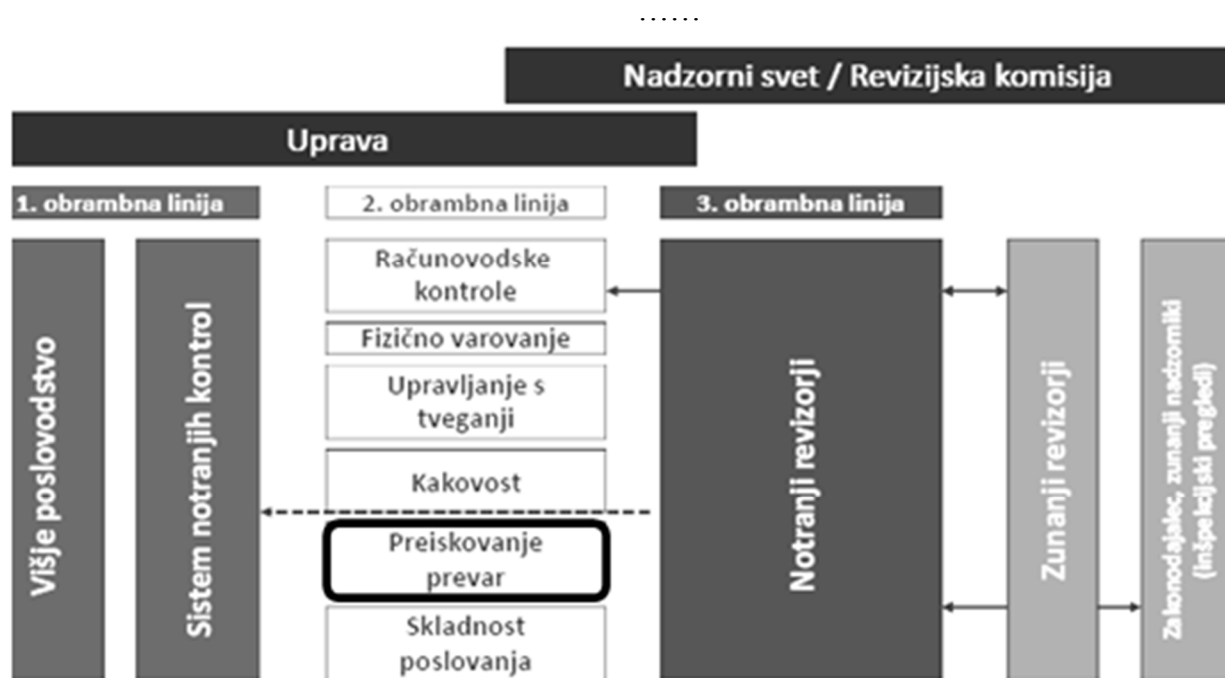 ......
Nadzorni svet / Revizijska komisija
Uprava
1. obrambna linija
2. obrambna linija
3. obrambna linija
Višje poslovodstvo
Sistem notranjih kontrol
Računovodske
kontrole
Fizično varovanje
Upravljanje s
tveganji
Kakovost
Preiskovanje
prevar
Skladnost
poslovanja
Notranji revizorji
Zunanji revizorji
Zakonodajalec, zunanji nadzorniki
(inšpekcijski pregledi)